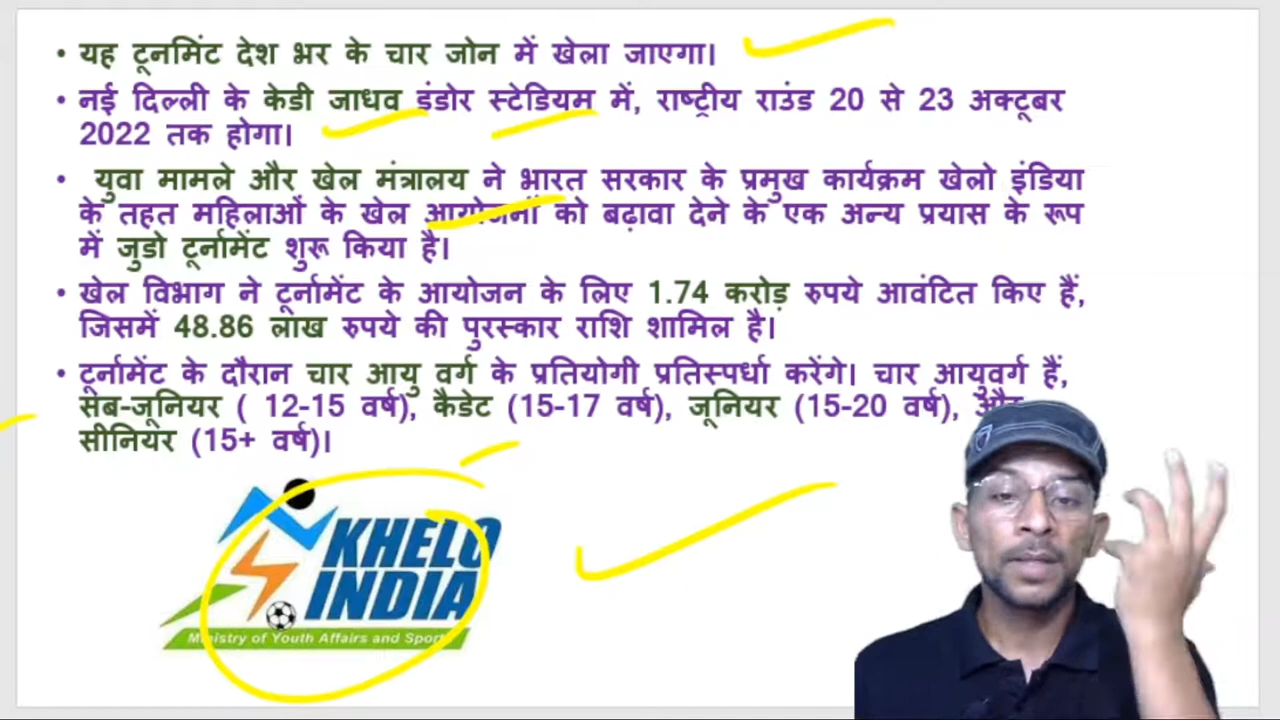 • यह टूनमिंट देश भर के चार जोन में खेला जाएगा।
• नई दिल्ली के केडी जाधव इंडोर स्टेडियम में, राष्ट्रीय राउंड 20 से 23 अक्टूबर
2022 तक होगा।
• युवा मामले और खेल मंत्रालय ने भारत सरकार के प्रमुख कार्यक्रम खेलो इंडिया
के तहत महिलाओं के खेल आयोजनों को बढ़ावा देने के एक अन्य प्रयास के रूप
में जुडो टूर्नामेंट शुरू किया है।
• खेल विभाग ने टूर्नामेंट के आयोजन के लिए 1.74 करोड़ रुपये आवंटित किए हैं,
जिसमें 48.86 लाख रुपये की पुरस्कार राशि शामिल है।
• टूर्नामेंट के दौरान चार आयु वर्ग के प्रतियोगी प्रतिस्पर्धा करेंगे। चार आयुवर्ग हैं,
सब-जूनियर ( 12-15 वर्ष), कैडेट (15-17 वर्ष), जूनियर (15-20 वर्ष), और
सीनियर (15+ वर्ष)।
KHELO
INDIA
Ministry of Youth Affairs and Sports